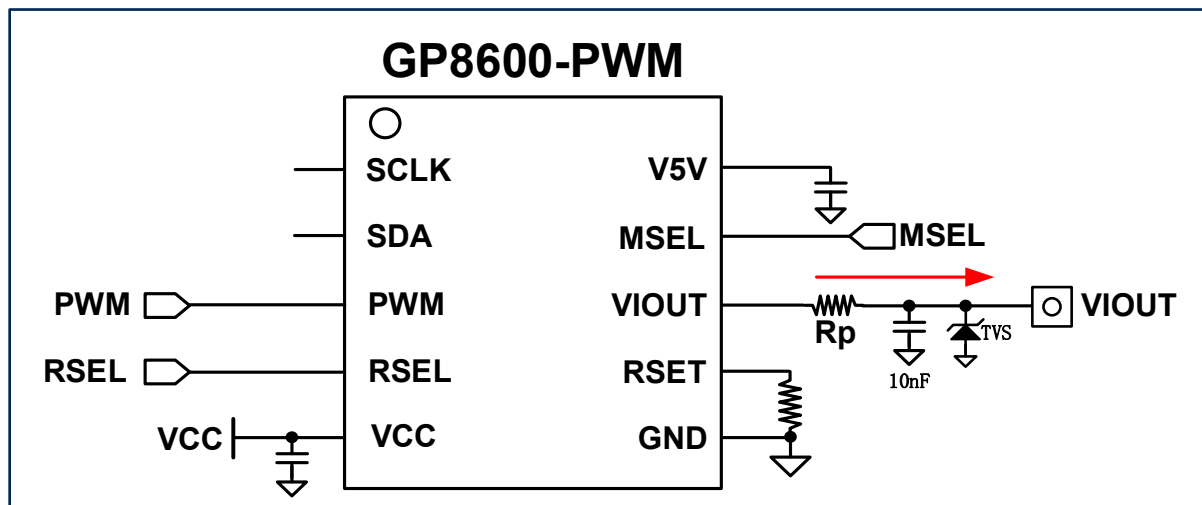 GP8600-PWM
SCLK
V5V
SDA
MSEL
MSEL
PWM
PWM
VIOUT
Rp
TVS
VIOUT
10nF
RSEL
RSEL
RSET
VCC
VCC
GND